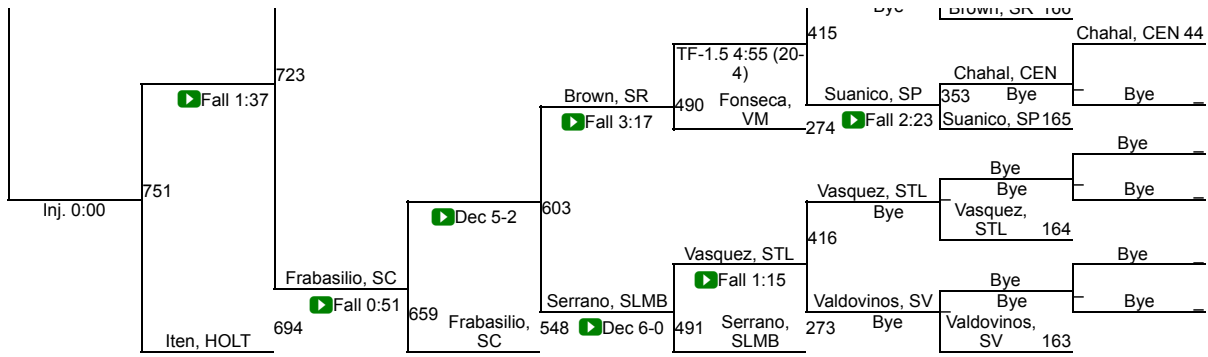 Bye
Brown, SR 166
415
Chahal, CEN 44
TF-1.5 4:55 (20-
4)
723
Chahal, CEN
Fall 1:37
Brown, SR
490
Fonseca,
VM
Suanico, SP
353
Bye
_
Bye
_
Fall 3:17
274
Fall 2:23
Suanico, SP 165
Bye
_
Bye
751
Vasquez, STL
_
Bye
_
Bye
_
Inj. 0:00
Dec 5-2
603
Bye
Vasquez,
STL 164
416
Vasquez, STL
Bye
_
Frabasilio, SC
Fall 1:15
Bye
Fall 0:51
659
Frabasilio,
SC
Serrano, SLMB
Valdovinos, SV
_
Bye
_
Bye
_
Iten, HOLT
694
548
Dec 6-0
491
Serrano,
SLMB
273
Bye
Valdovinos,
SV 163